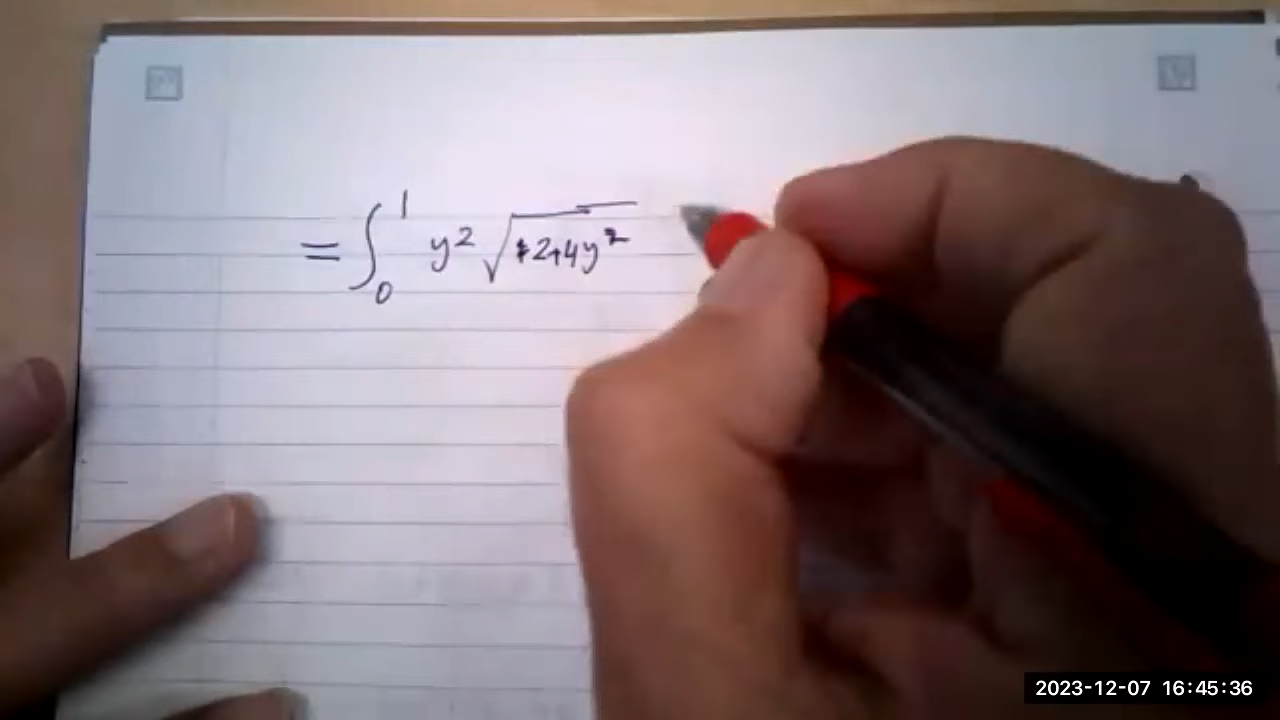 = ∫₀¹ y² √(2+4y²)
2023-12-07 16:45:36